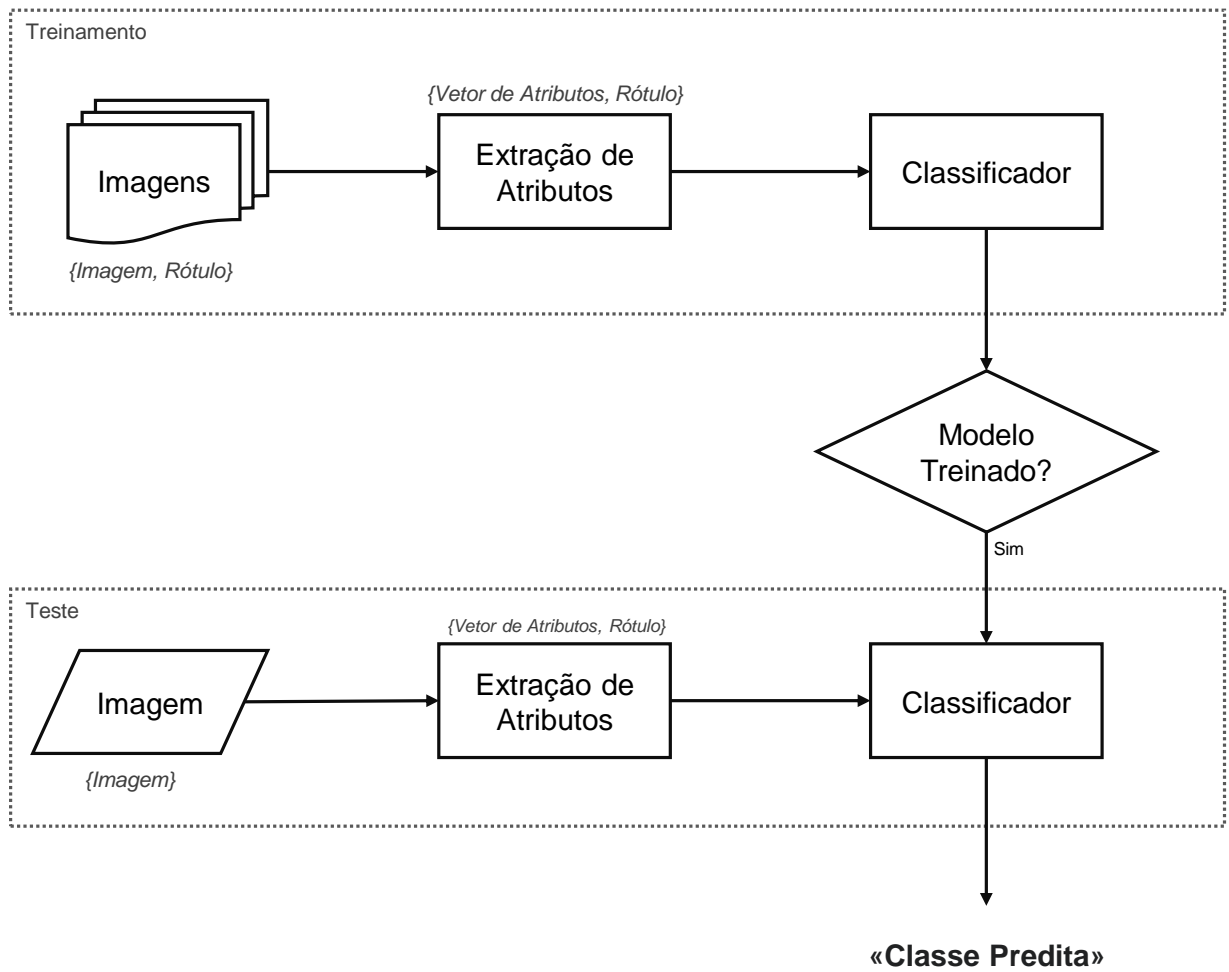 Treinamento
{Vetor de Atributos, Rótulo}
Imagens
Extração de
Atributos
Classificador
{Imagem, Rótulo}
Modelo
Treinado?
Sim
Teste
{Vetor de Atributos, Rótulo}
Imagem
Extração de
Atributos
Classificador
{Imagem}
«Classe Predita»